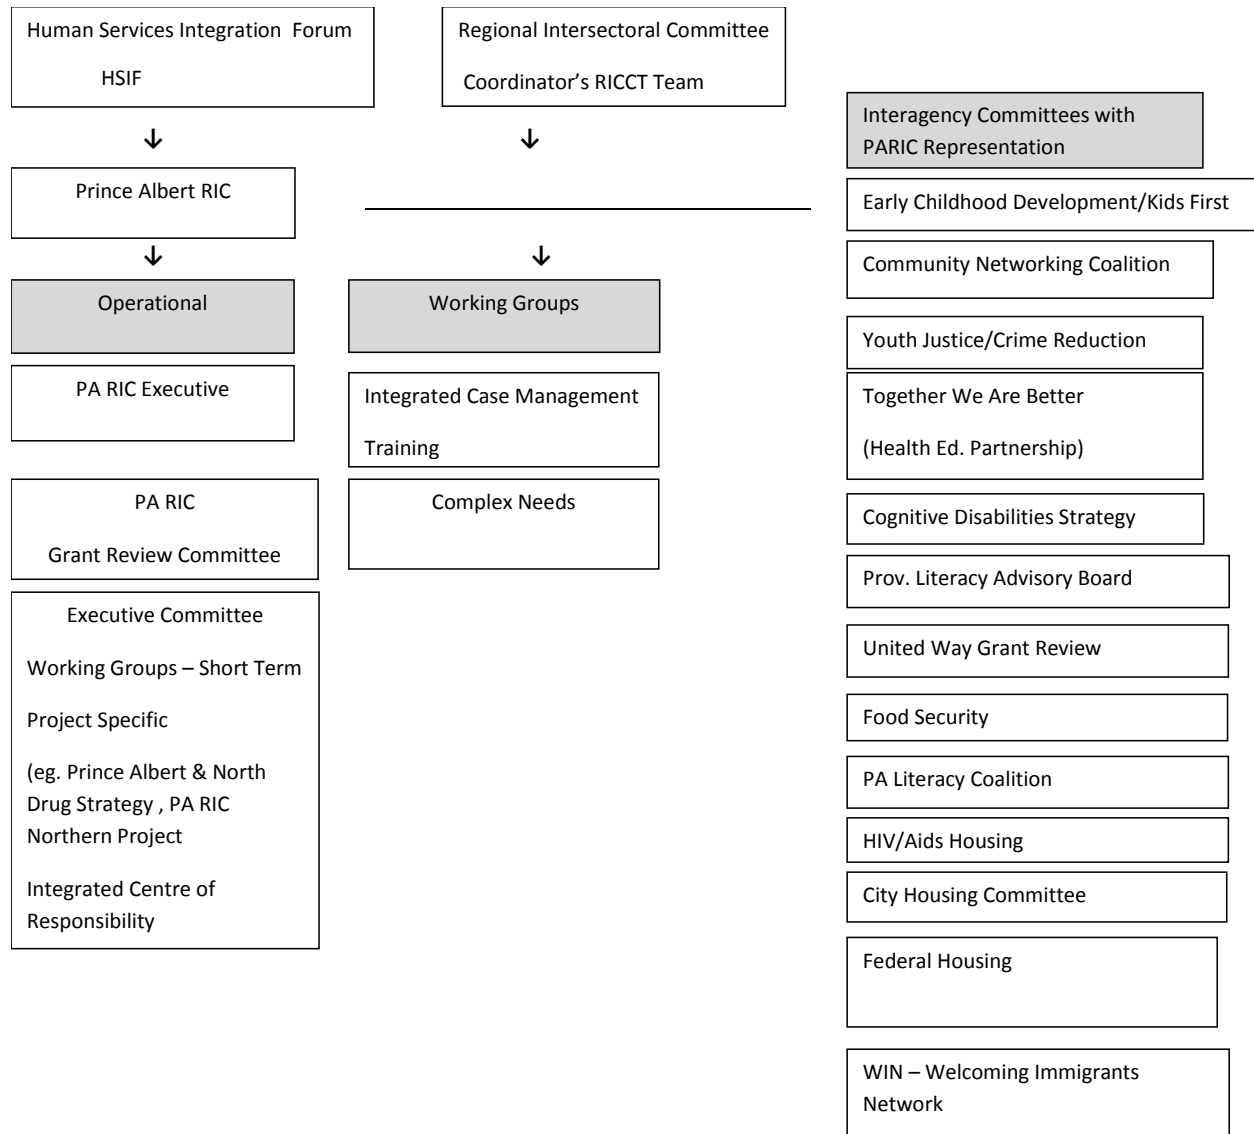 Human Services Integration  Forum
HSIF
Regional Intersectoral Committee
Coordinator’s RICCT Team
↓
↓
Prince Albert RIC
↓
↓
Operational
Working Groups
PA RIC Executive
Integrated Case Management
Training
PA RIC
Grant Review Committee
Complex Needs
Executive Committee
Working Groups – Short Term
Project Specific
(eg. Prince Albert & North
Drug Strategy , PA RIC
Northern Project
Integrated Centre of
Responsibility
Interagency Committees with
PARIC Representation
Early Childhood Development/Kids First
Community Networking Coalition
Youth Justice/Crime Reduction
Together We Are Better
(Health Ed. Partnership)
Cognitive Disabilities Strategy
Prov. Literacy Advisory Board
United Way Grant Review
Food Security
PA Literacy Coalition
HIV/Aids Housing
City Housing Committee
Federal Housing
WIN – Welcoming Immigrants
Network